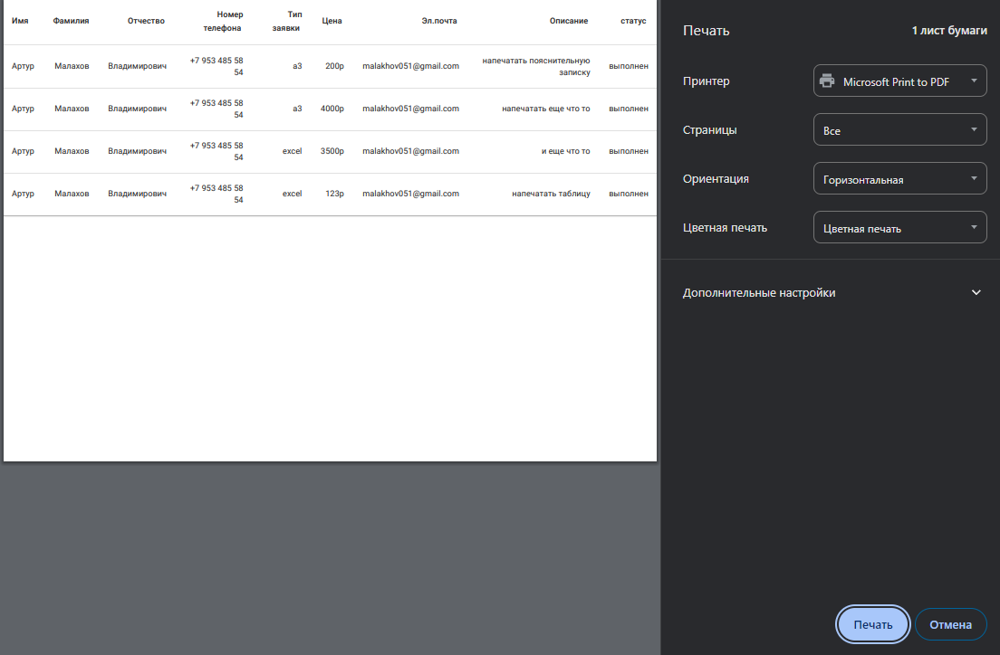 Имя Фамилия Отчество Номер телефона Тип заявки Цена Эл.почта Описание статус
Артур Малахов Владимирович +7 953 485 58 54 а3 200р malakhov051@gmail.com напечатать пояснительную записку выполнен
Артур Малахов Владимирович +7 953 485 58 54 а3 4000р malakhov051@gmail.com напечатать еще что то выполнен
Артур Малахов Владимирович +7 953 485 58 54 excel 3500р malakhov051@gmail.com и еще что то выполнен
Артур Малахов Владимирович +7 953 485 58 54 excel 123р malakhov051@gmail.com напечатать таблицу выполнен
Печать 1 лист бумаги
Принтер Microsoft Print to PDF
Страницы Все
Ориентация Горизонтальная
Цветная печать Цветная печать
Дополнительные настройки
Печать Отмена